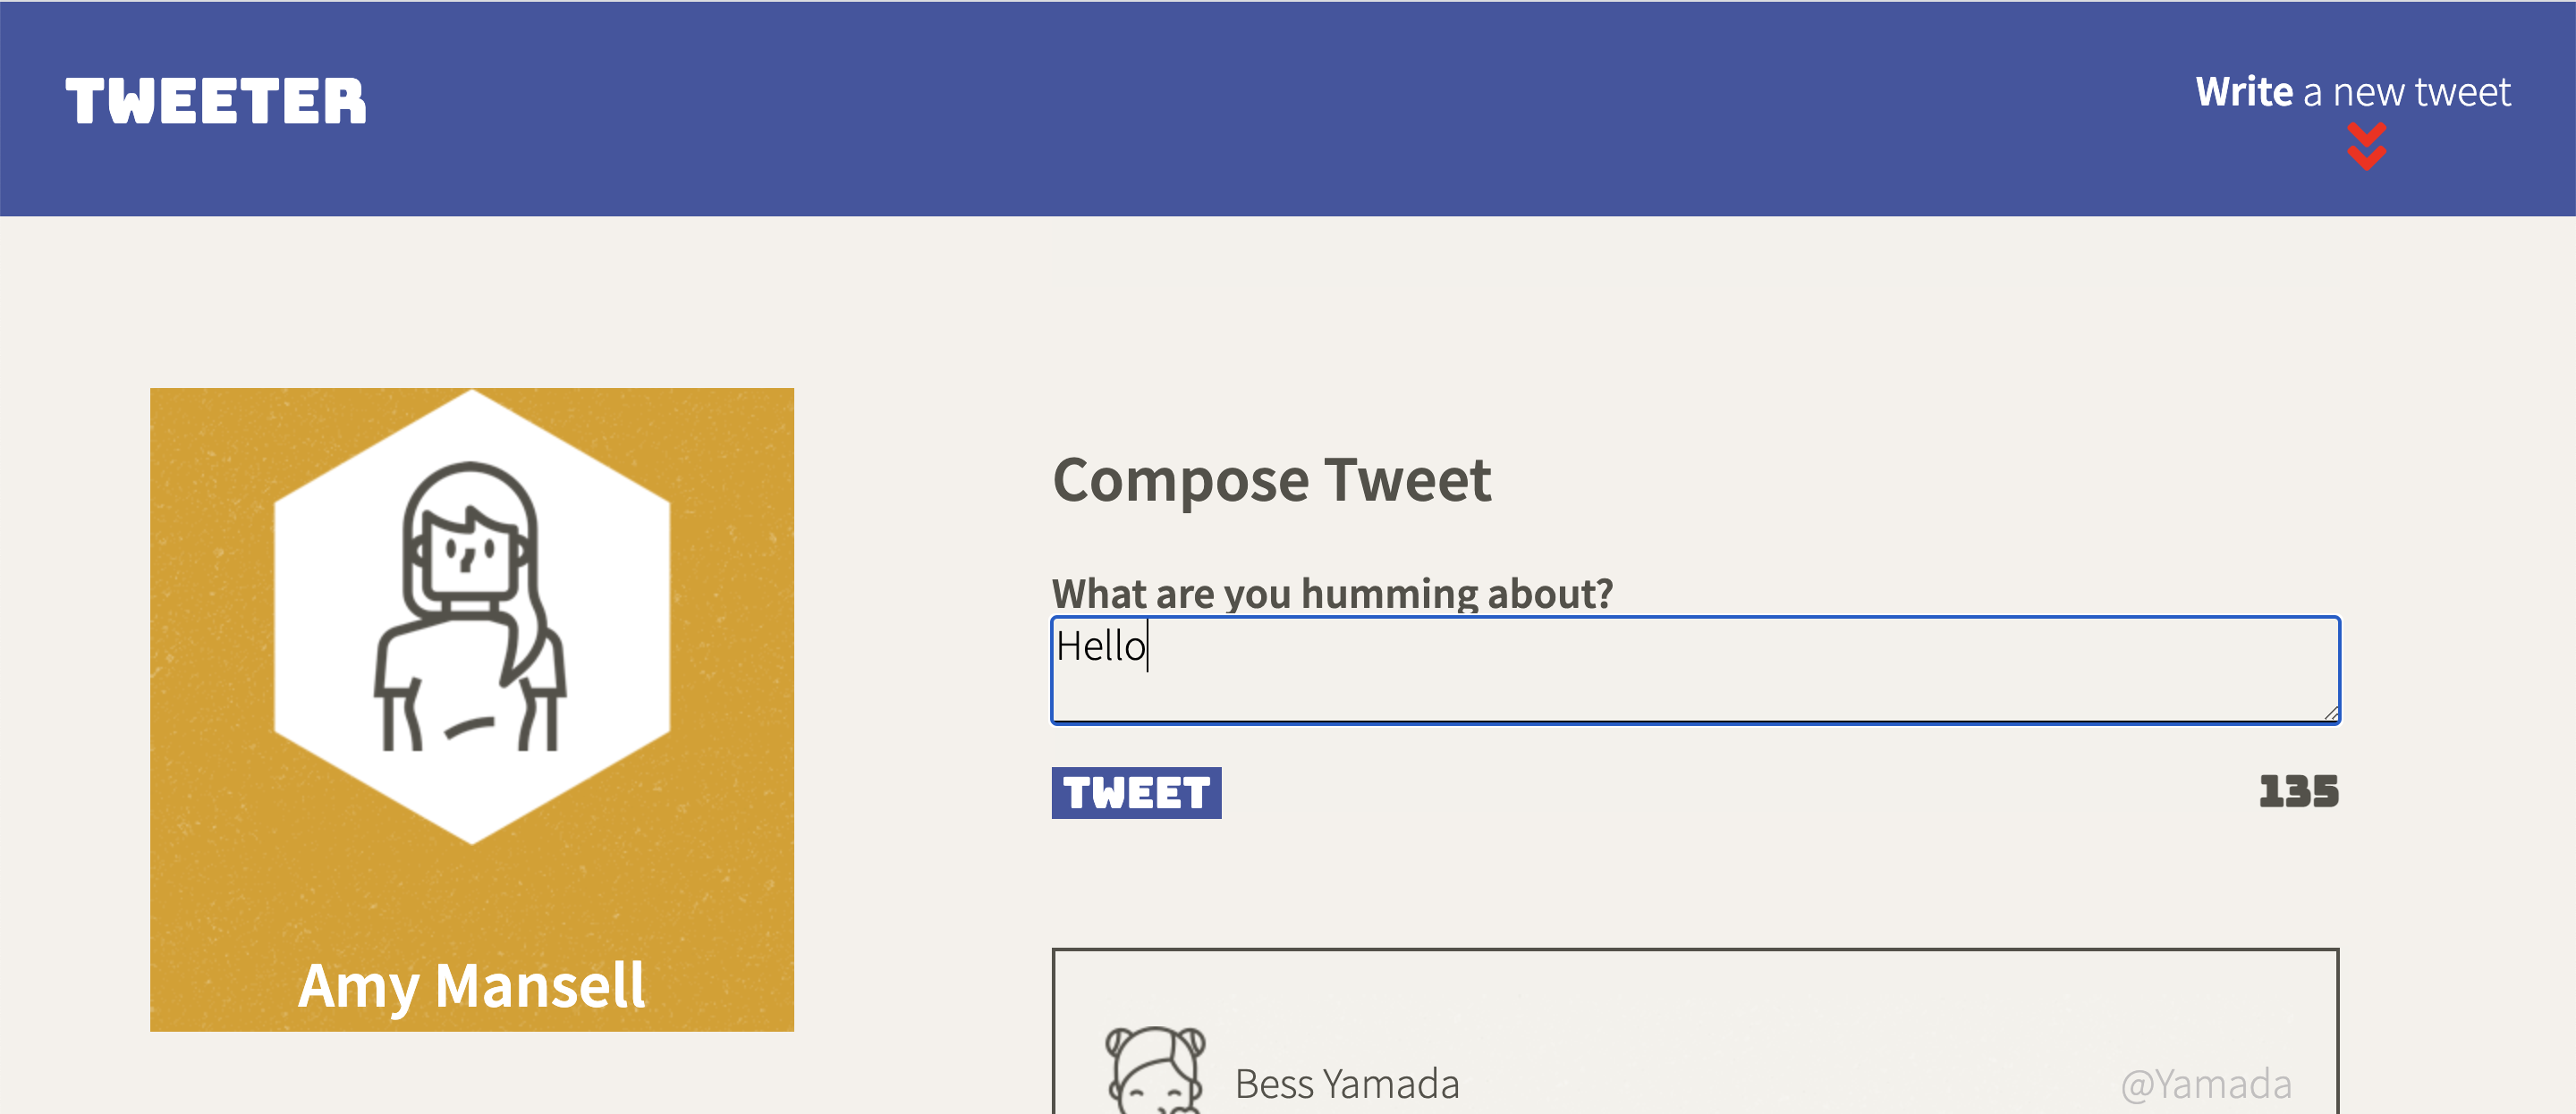 TWEETER
Write a new tweet
Amy Mansell
Compose Tweet
What are you humming about?
Hello
TWEET
135
Bess Yamada
@Yamada